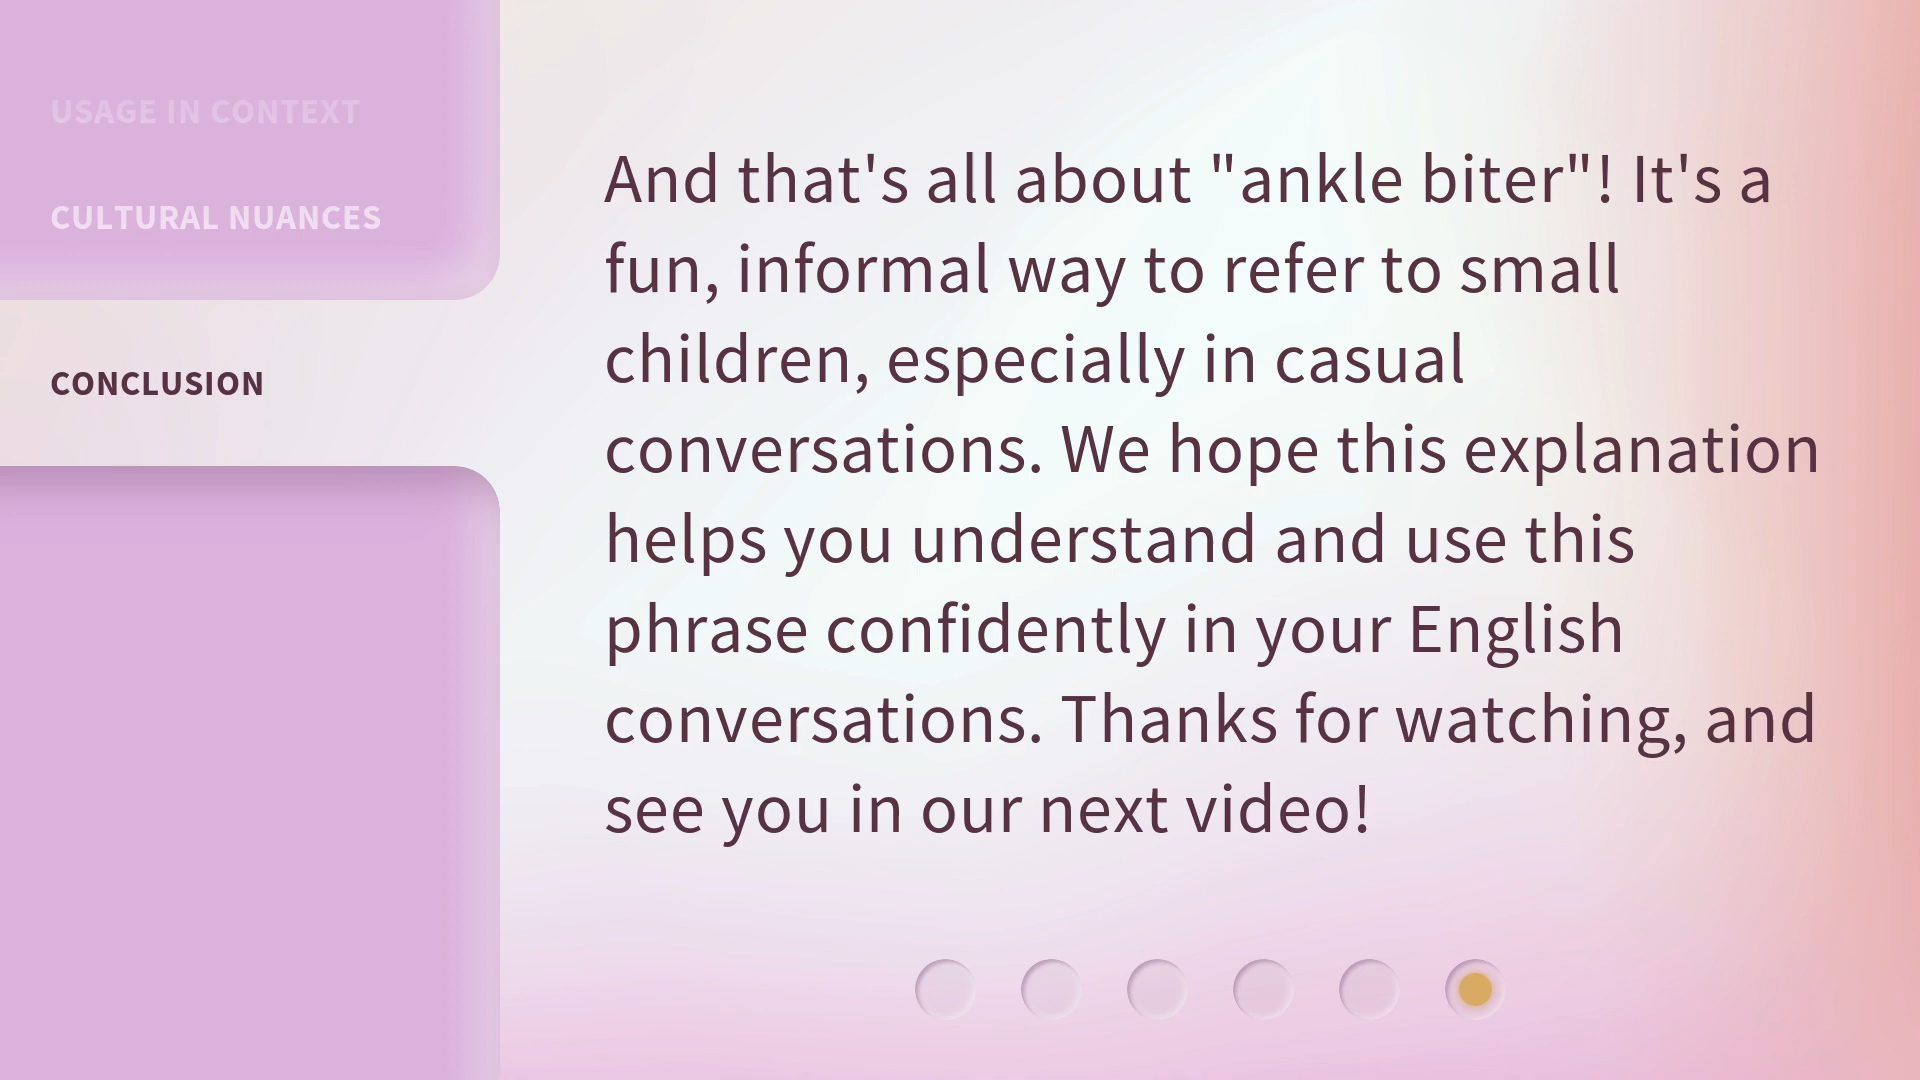 USAGE IN CONTEXT
CULTURAL NUANCES
CONCLUSION
And that's all about "ankle biter"! It's a
fun, informal way to refer to small
children, especially in casual
conversations. We hope this explanation
helps you understand and use this
phrase confidently in your English
conversations. Thanks for watching, and
see you in our next video!